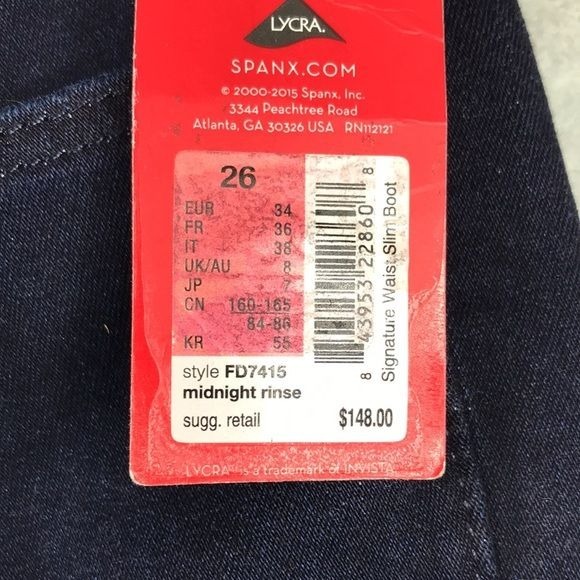 LYCRA.
SPANX.COM
© 2000-2015 Spanx, Inc.
3344 Peachtree Road
Atlanta, GA 30326 USA RN112121
26
EUR 34
FR 36
IT 38
UK/AU 8
JP 7
CN 160-165
84-86
KR 55
style FD7415
midnight rinse
sugg. retail $148.00
8 43953 22860 8
Signature Waist Slim Boot
LYCRA is a trademark of INVISTA